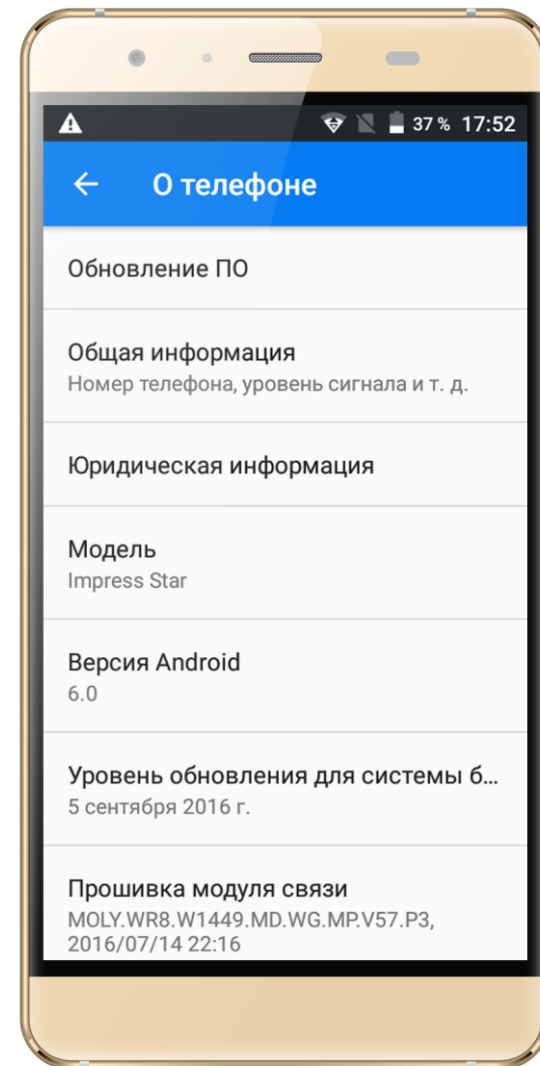 37 % 17:52
О телефоне
Обновление ПО
Общая информация
Номер телефона, уровень сигнала и т. д.
Юридическая информация
Модель
Impress Star
Версия Android
6.0
Уровень обновления для системы б...
5 сентября 2016 г.
Прошивка модуля связи
MOLY.WR8.W1449.MD.WG.MP.V57.P3,
2016/07/14 22:16